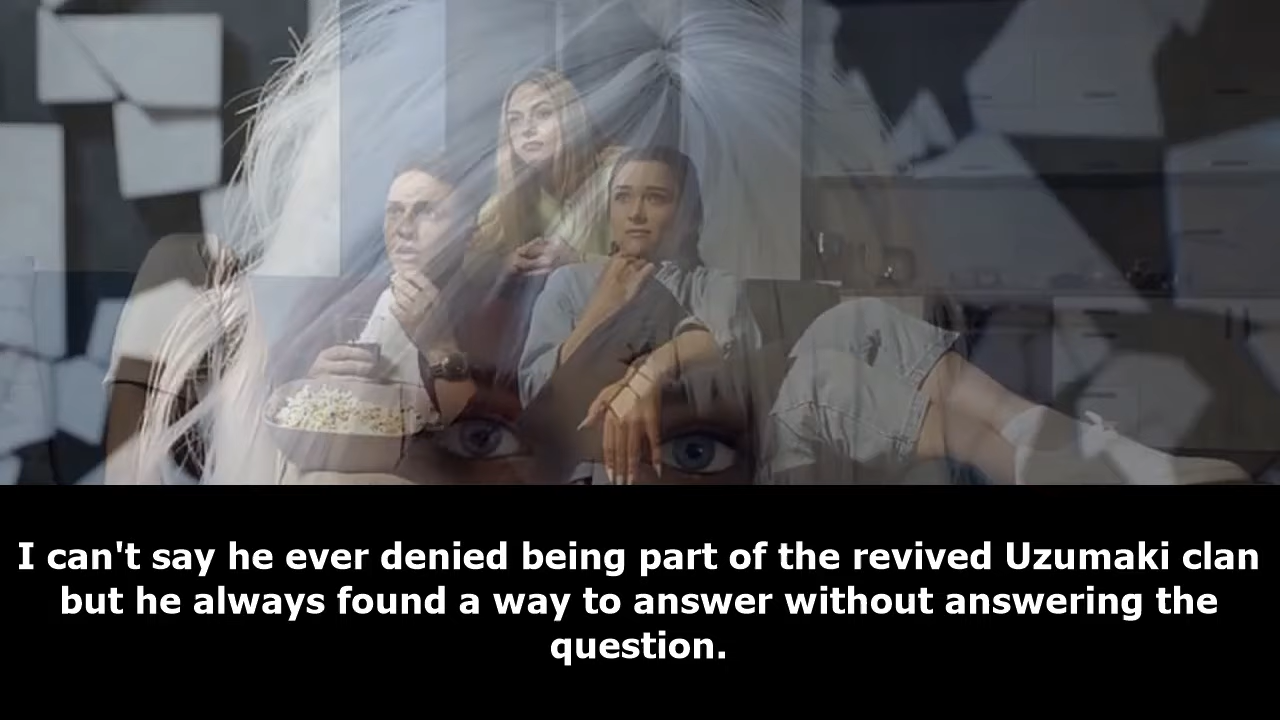 I can't say he ever denied being part of the revived Uzumaki clan
but he always found a way to answer without answering the
question.